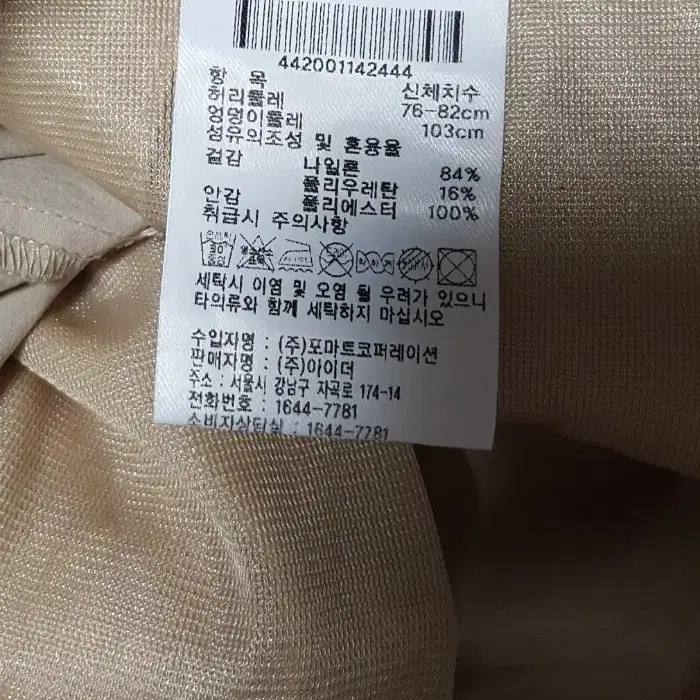 442001142444
항 목 신체치수
허리둘레 76-82cm
엉덩이둘레 103cm
섬유의조성 및 혼용율
겉감 나일론 84%
폴리우레탄 16%
안감 폴리에스터 100%
취급시 주의사항
세탁시 이염 및 오염 될 우려가 있으니
타의류와 함께 세탁하지 마십시오
수입자명 : (주)포마트코퍼레이션
판매자명 : (주)아이더
주소 : 서울시 강남구 자곡로 174-14
전화번호 : 1644-7781
소비자상담실 : 1644-7781